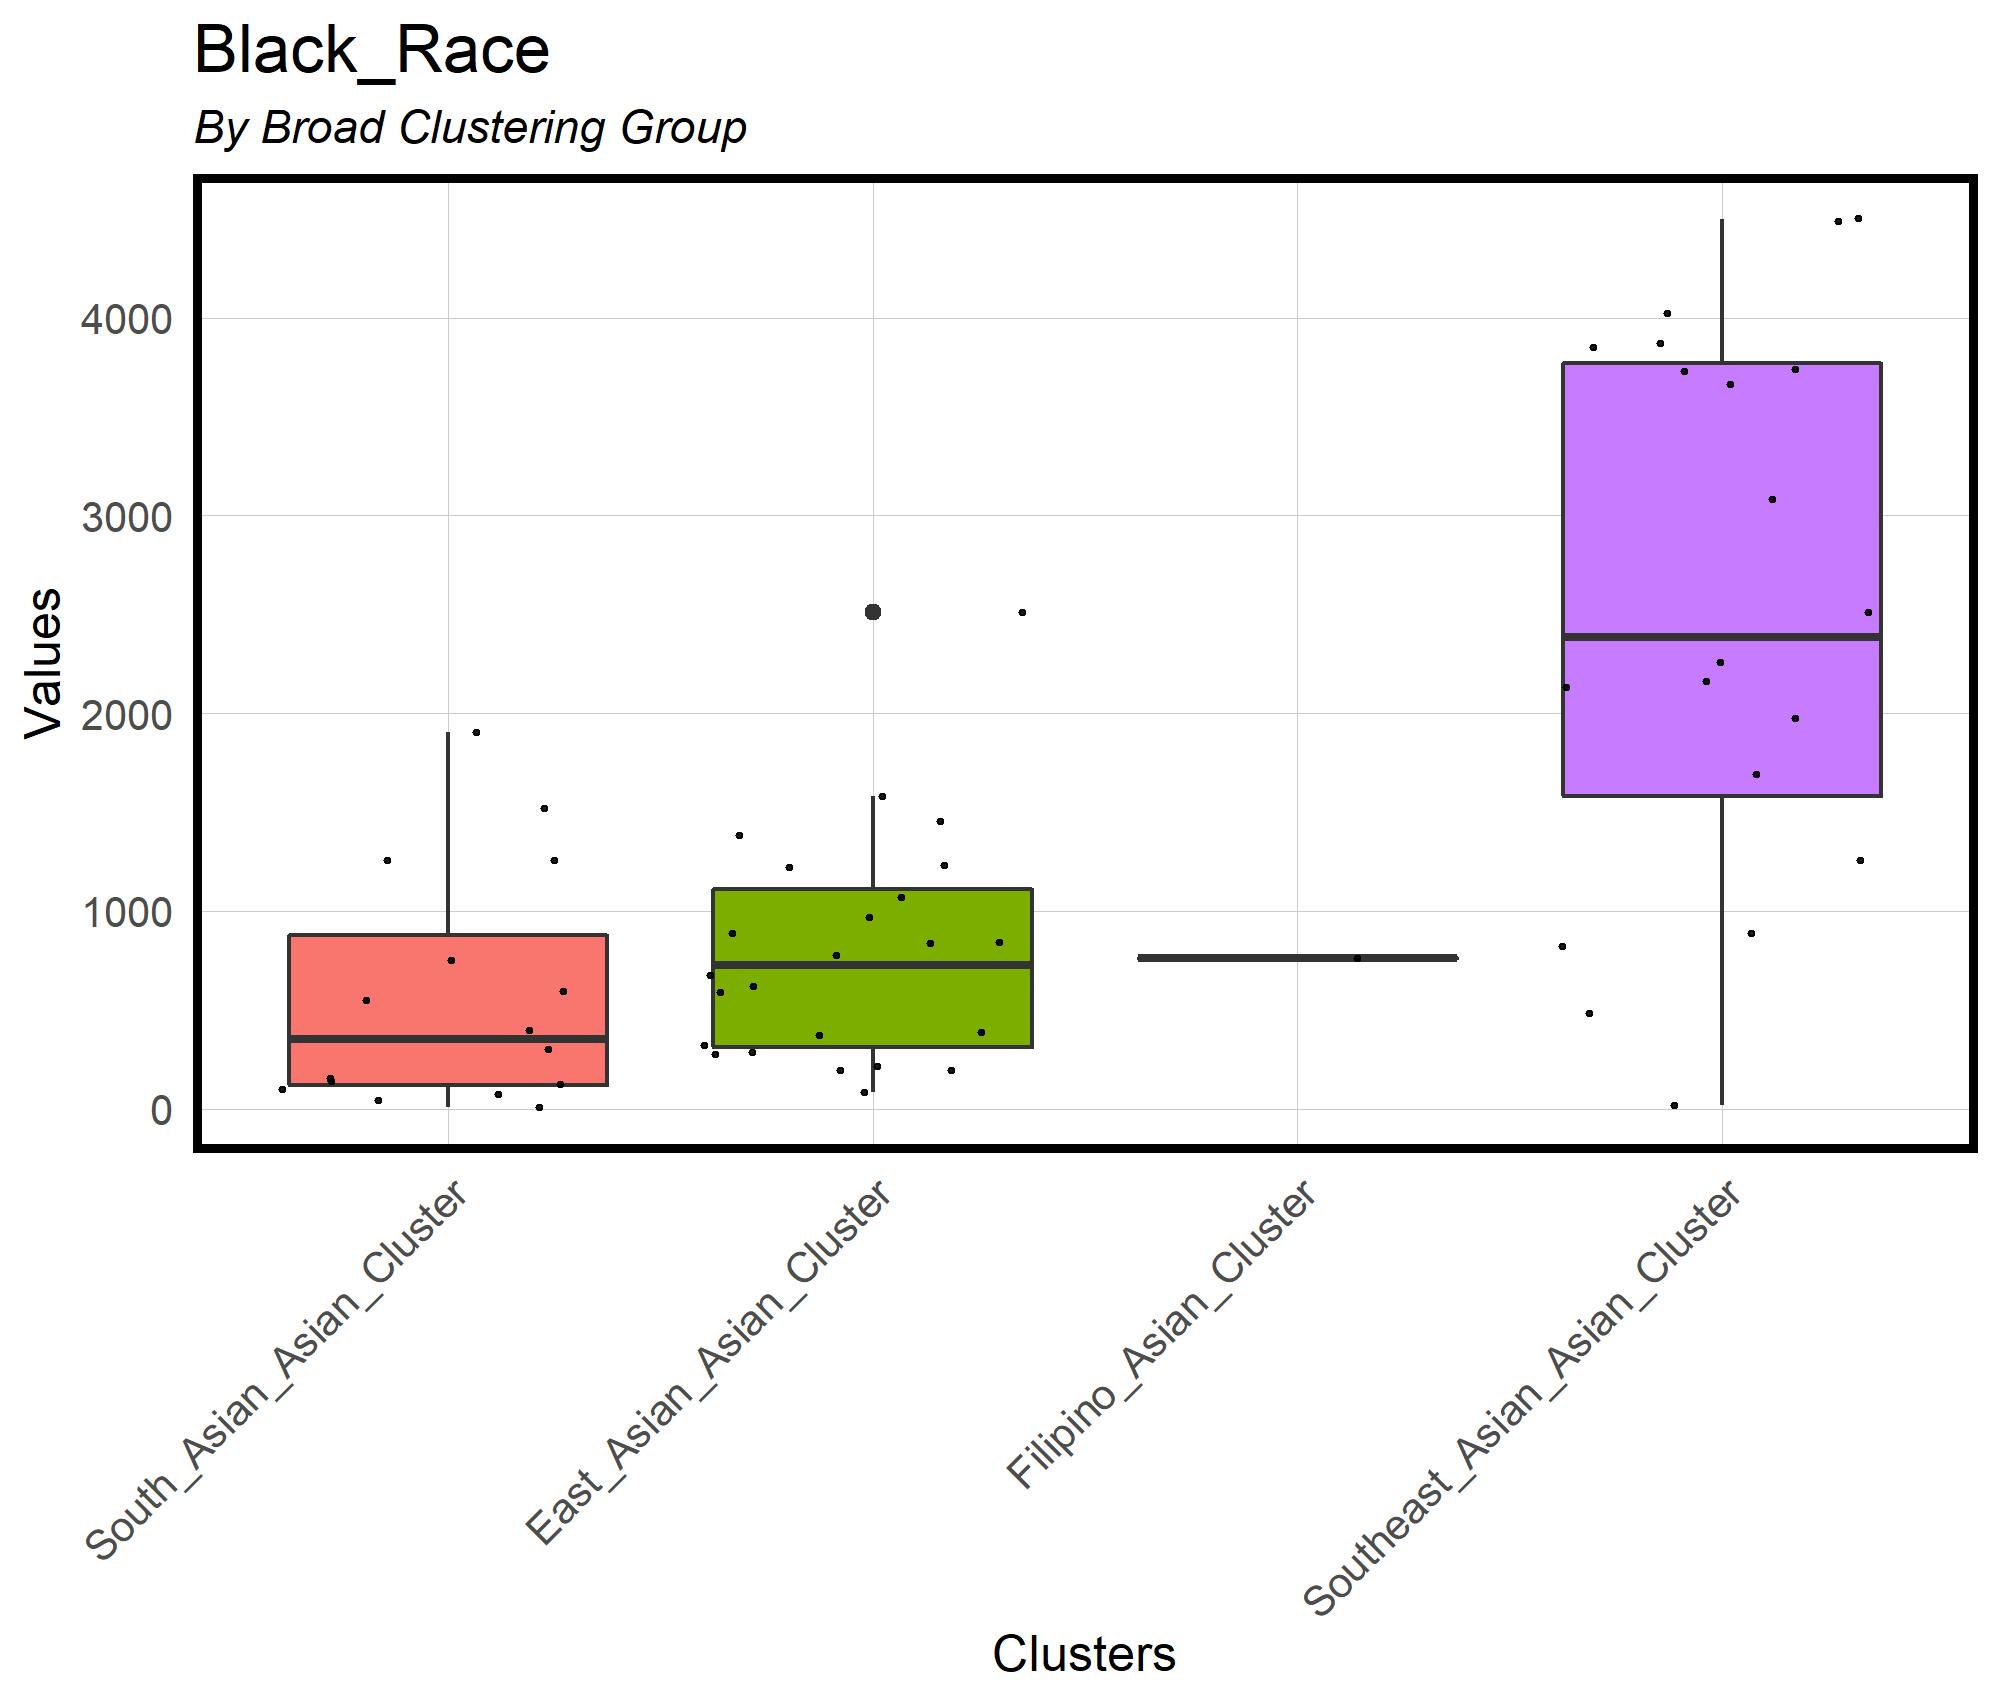 Black_Race
By Broad Clustering Group
Values
4000
3000
2000
1000
0
South_Asian_Asian_Cluster
East_Asian_Asian_Cluster
Filipino_Asian_Cluster
Southeast_Asian_Asian_Cluster
Clusters